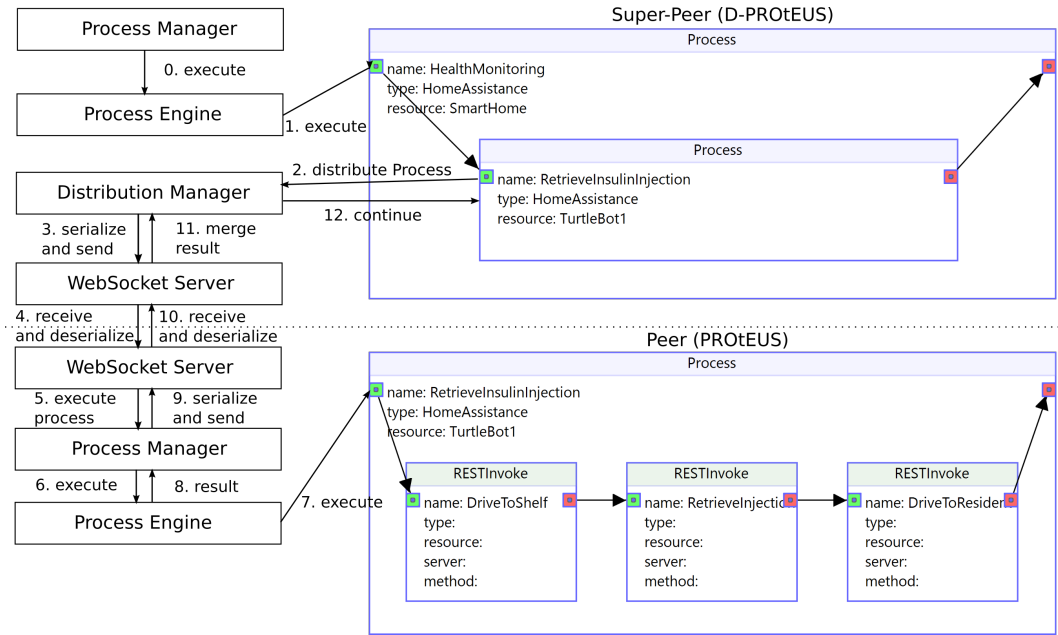 Process Manager
0. execute
Process Engine
1. execute
Super-Peer (D-PROtEUS)
Process
name: HealthMonitoring
type: HomeAssistance
resource: SmartHome
Process
name: RetrieveInsulinInjection
type: HomeAssistance
resource: TurtleBot1
2. distribute Process
Distribution Manager
12. continue
3. serialize
and send
11. merge
result
WebSocket Server
4. receive
and deserialize
10. receive
and deserialize
WebSocket Server
5. execute
process
9. serialize
and send
Process Manager
6. execute
8. result
Process Engine
7. execute
Peer (PROtEUS)
Process
name: RetrieveInsulinInjection
type: HomeAssistance
resource: TurtleBot1
RESTInvoke
name: DriveToShelf
type:
resource:
server:
method:
RESTInvoke
name: RetrieveInjectio
type:
resource:
server:
method:
RESTInvoke
name: DriveToResiden
type:
resource:
server:
method: